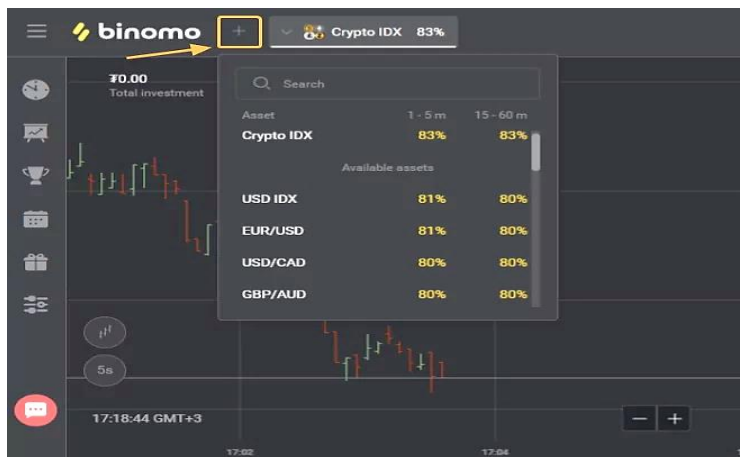 binomo
+
Crypto IDX 83%
₮0.00
Total investment
Search
Asset 1 - 5 m 15 - 60 m
Crypto IDX 83% 83%
Available assets
USD IDX 81% 80%
EUR/USD 81% 80%
USD/CAD 80% 80%
GBP/AUD 80% 80%
5s
17:18:44 GMT+3
− +
17:02 17:04